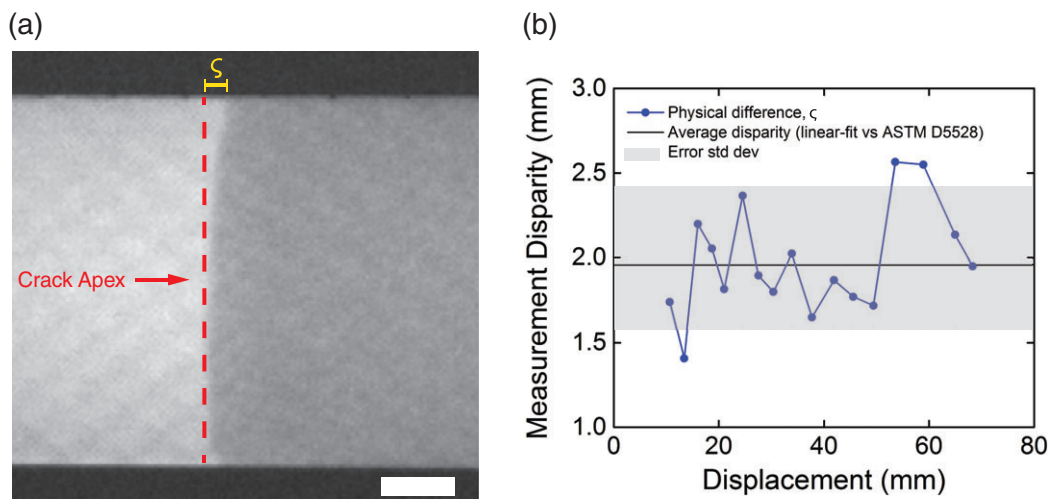 (a)
ς
Crack Apex
(b)
Measurement Disparity (mm)
3.0
2.5
2.0
1.5
1.0
Physical difference, ς
Average disparity (linear-fit vs ASTM D5528)
Error std dev
0 20 40 60 80
Displacement (mm)